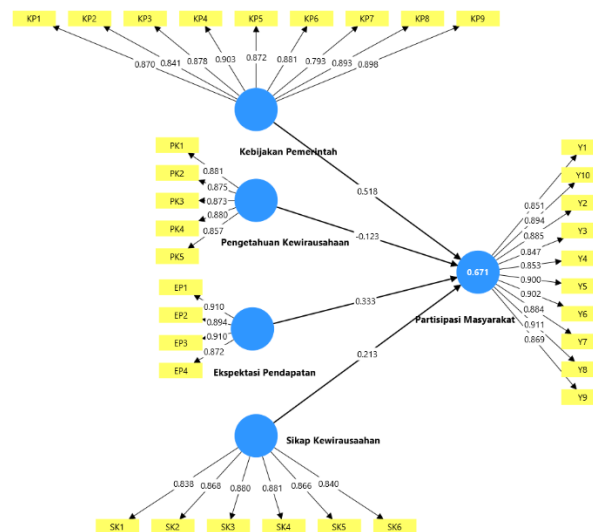 KP1 KP2 KP3 KP4 KP5 KP6 KP7 KP8 KP9
0.870 0.841 0.878 0.903 0.872 0.881 0.793 0.893 0.898
Kebijakan Pemerintah
PK1
PK2
PK3
PK4
PK5
0.881
0.875
0.873
0.880
0.857
Pengetahuan Kewirausahaan
EP1
EP2
EP3
EP4
0.910
0.894
0.910
0.872
Ekspektasi Pendapatan
Sikap Kewirausaahan
0.838 0.868 0.880 0.881 0.866 0.840
SK1 SK2 SK3 SK4 SK5 SK6
0.518
-0.123
0.333
0.213
0.671
Partisipasi Masyarakat
0.851
0.894
0.885
0.847
0.853
0.900
0.902
0.884
0.911
0.869
Y1
Y10
Y2
Y3
Y4
Y5
Y6
Y7
Y8
Y9